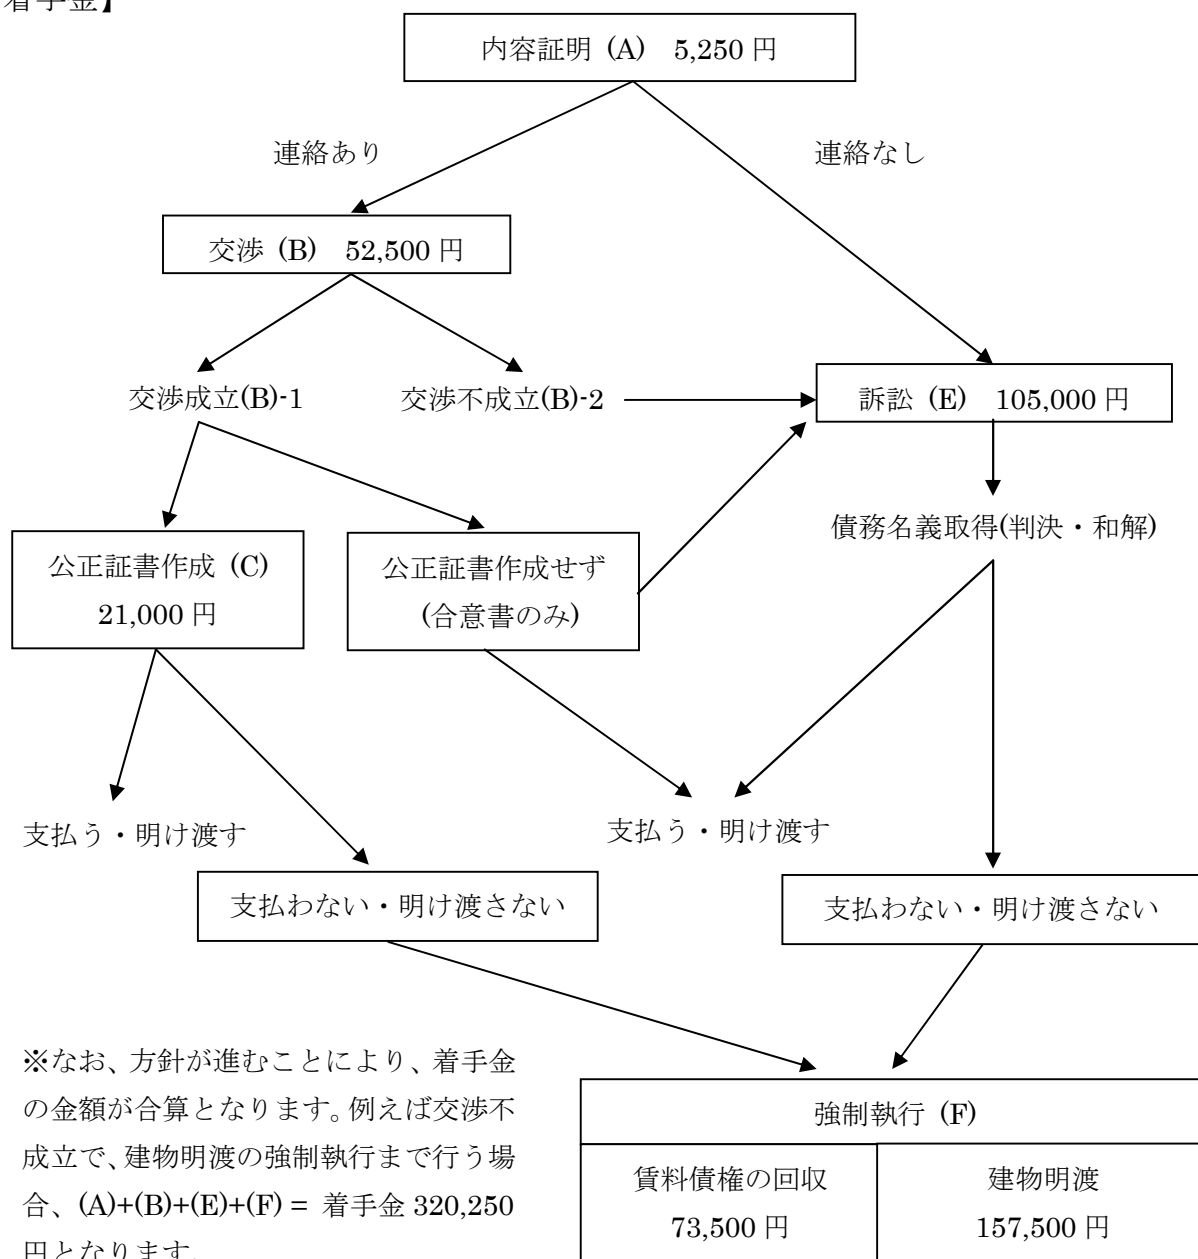 着手金】
内容証明 (A) 5,250 円
連絡あり
連絡なし
交渉 (B) 52,500 円
交渉成立(B)-1
交渉不成立(B)-2
訴訟 (E) 105,000 円
債務名義取得(判決・和解)
公正証書作成 (C)
21,000 円
公正証書作成せず
(合意書のみ)
支払う・明け渡す
支払う・明け渡す
支払わない・明け渡さない
支払わない・明け渡さない
※なお、方針が進むことにより、着手金
の金額が合算となります。例えば交渉不
成立で、建物明渡の強制執行まで行う場
合、(A)+(B)+(E)+(F) = 着手金 320,250
円となります。
強制執行 (F)
賃料債権の回収
73,500 円
建物明渡
157,500 円